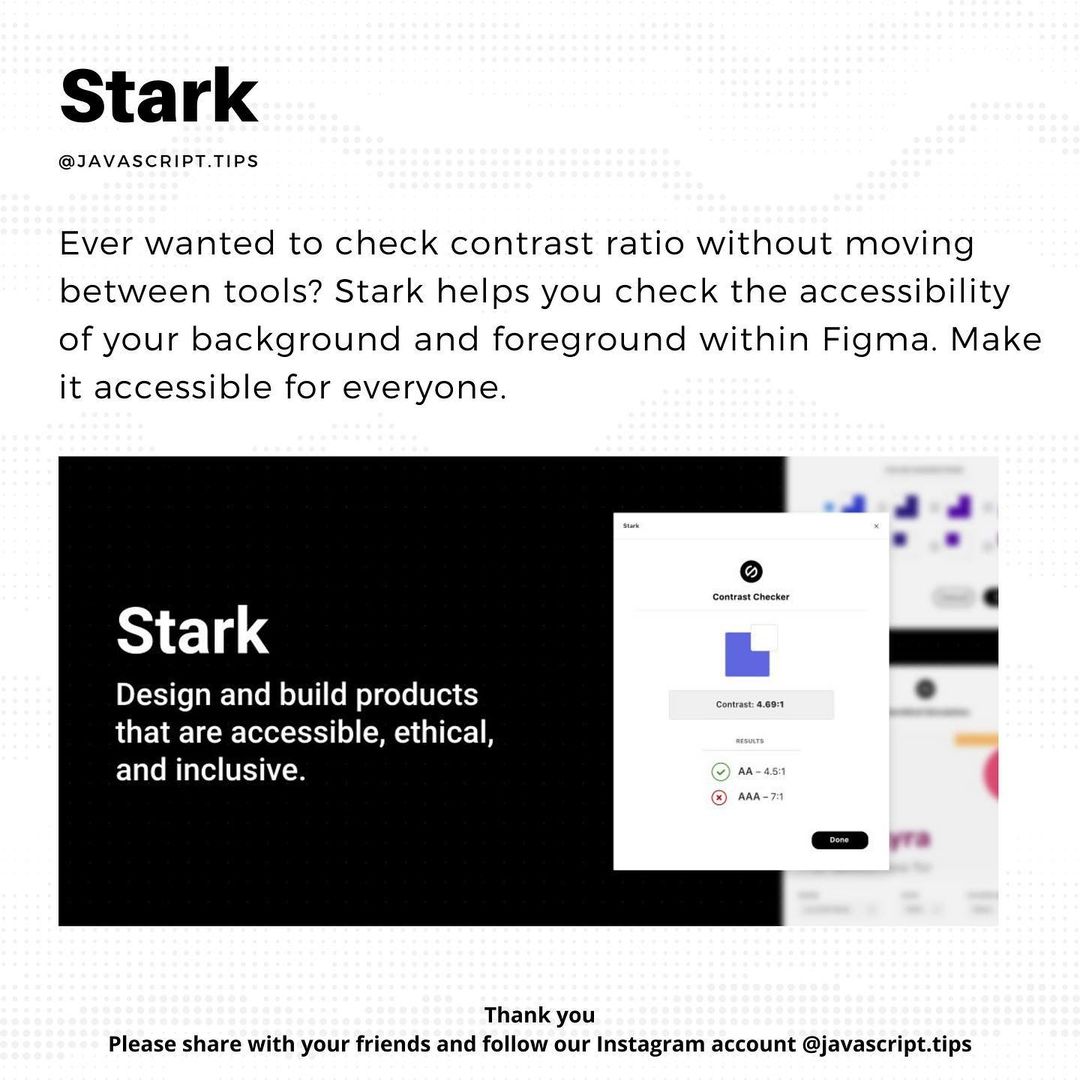 Stark
@JAVASCRIPT.TIPS
Ever wanted to check contrast ratio without moving
between tools? Stark helps you check the accessibility
of your background and foreground within Figma. Make
it accessible for everyone.
Stark
Design and build products
that are accessible, ethical,
and inclusive.
Stark
Contrast Checker
Contrast: 4.69:1
RESULTS
AA – 4.5:1
AAA – 7:1
Done
Thank you
Please share with your friends and follow our Instagram account @javascript.tips